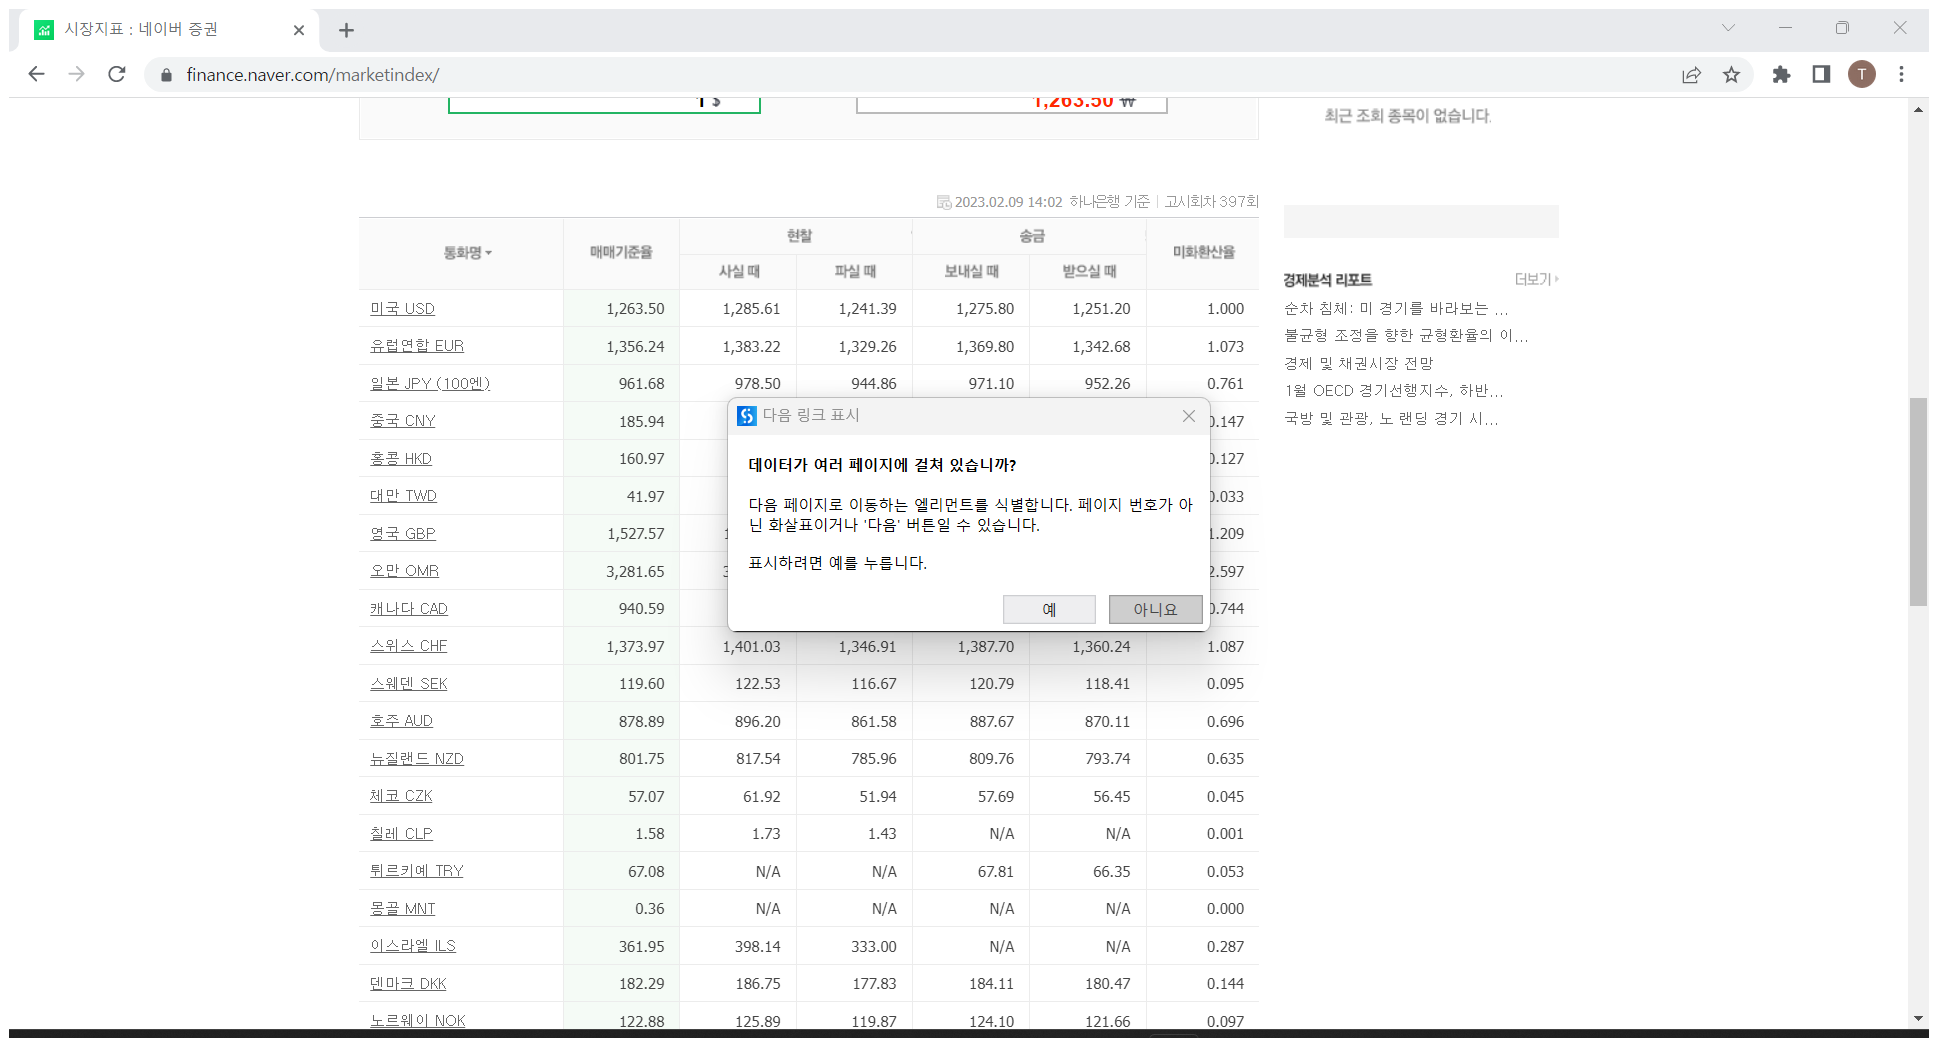 시장지표 : 네이버 증권
finance.naver.com/marketindex/
T
1 $
1,263.50 ₩
최근 조회 종목이 없습니다.
2023.02.09 14:02 하나은행 기준 고시회차 397회
통화명 매매기준율 현찰 송금 미화환산율
사실 때 파실 때 보내실 때 받으실 때
미국 USD 1,263.50 1,285.61 1,241.39 1,275.80 1,251.20 1.000
유럽연합 EUR 1,356.24 1,383.22 1,329.26 1,369.80 1,342.68 1.073
일본 JPY (100엔) 961.68 978.50 944.86 971.10 952.26 0.761
중국 CNY 185.94 0.147
홍콩 HKD 160.97 0.127
대만 TWD 41.97 0.033
영국 GBP 1,527.57 1.209
오만 OMR 3,281.65 2.597
캐나다 CAD 940.59 0.744
스위스 CHF 1,373.97 1,401.03 1,346.91 1,387.70 1,360.24 1.087
스웨덴 SEK 119.60 122.53 116.67 120.79 118.41 0.095
호주 AUD 878.89 896.20 861.58 887.67 870.11 0.696
뉴질랜드 NZD 801.75 817.54 785.96 809.76 793.74 0.635
체코 CZK 57.07 61.92 51.94 57.69 56.45 0.045
칠레 CLP 1.58 1.73 1.43 N/A N/A 0.001
튀르키예 TRY 67.08 N/A N/A 67.81 66.35 0.053
몽골 MNT 0.36 N/A N/A N/A N/A 0.000
이스라엘 ILS 361.95 398.14 333.00 N/A N/A 0.287
덴마크 DKK 182.29 186.75 177.83 184.11 180.47 0.144
노르웨이 NOK 122.88 125.89 119.87 124.10 121.66 0.097
다음 링크 표시
데이터가 여러 페이지에 걸쳐 있습니까?
다음 페이지로 이동하는 엘리먼트를 식별합니다. 페이지 번호가 아
닌 화살표이거나 '다음' 버튼일 수 있습니다.
표시하려면 예를 누릅니다.
예 아니요
경제분석 리포트 더보기
순차 침체: 미 경기를 바라보는 ...
불균형 조정을 향한 균형환율의 이...
경제 및 채권시장 전망
1월 OECD 경기선행지수, 하반...
국방 및 관광, 노 랜딩 경기 시...